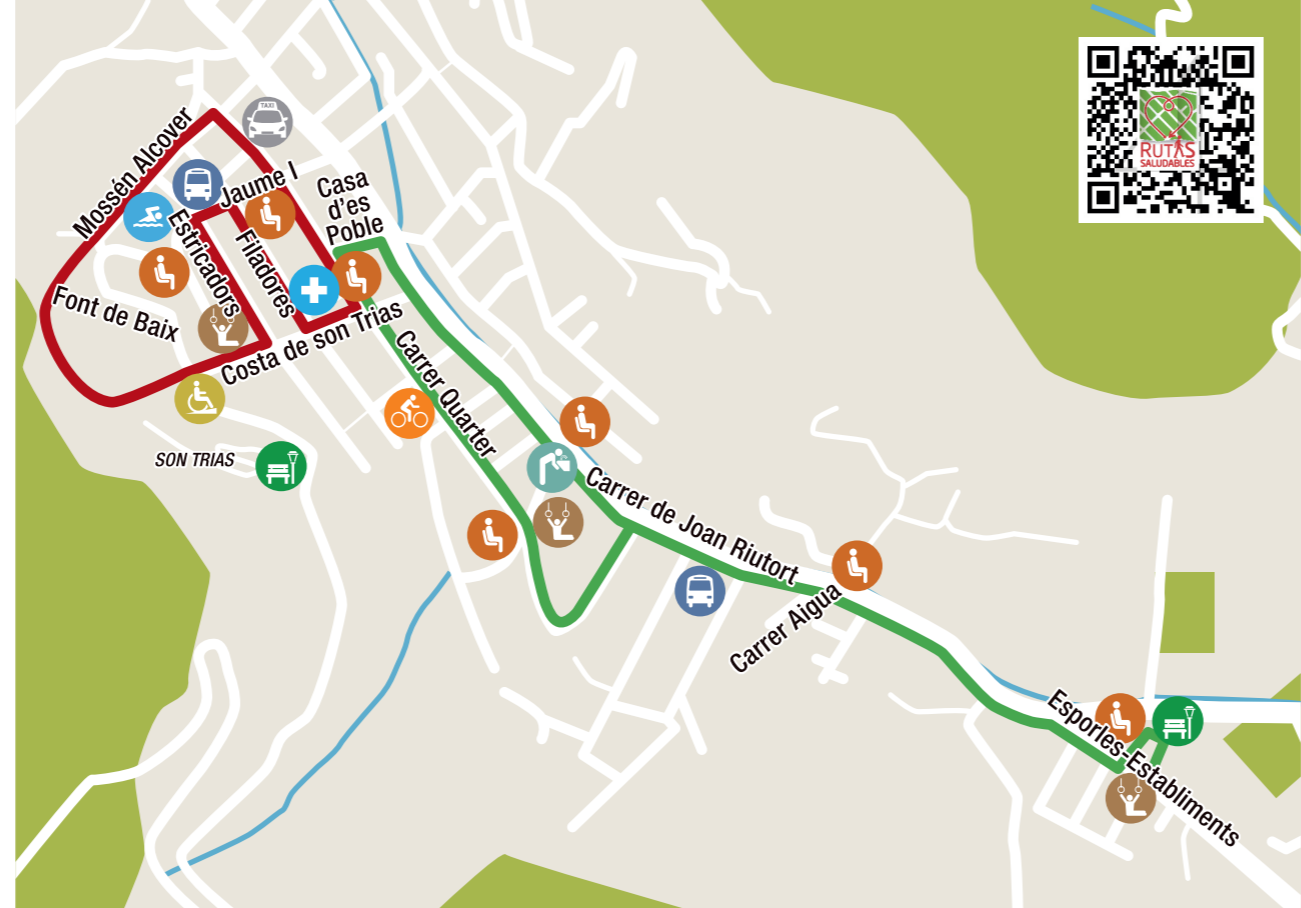 TAXI
RUTAS
SALUDABLES
Mossén Alcover
Jaume I
Casa
d'es
Poble
Estricadors
Filadores
Font de Baix
Costa de son Trias
Carrer Quarter
SON TRIAS
Carrer de Joan Riutort
Carrer Aigua
Esporles-Establiments